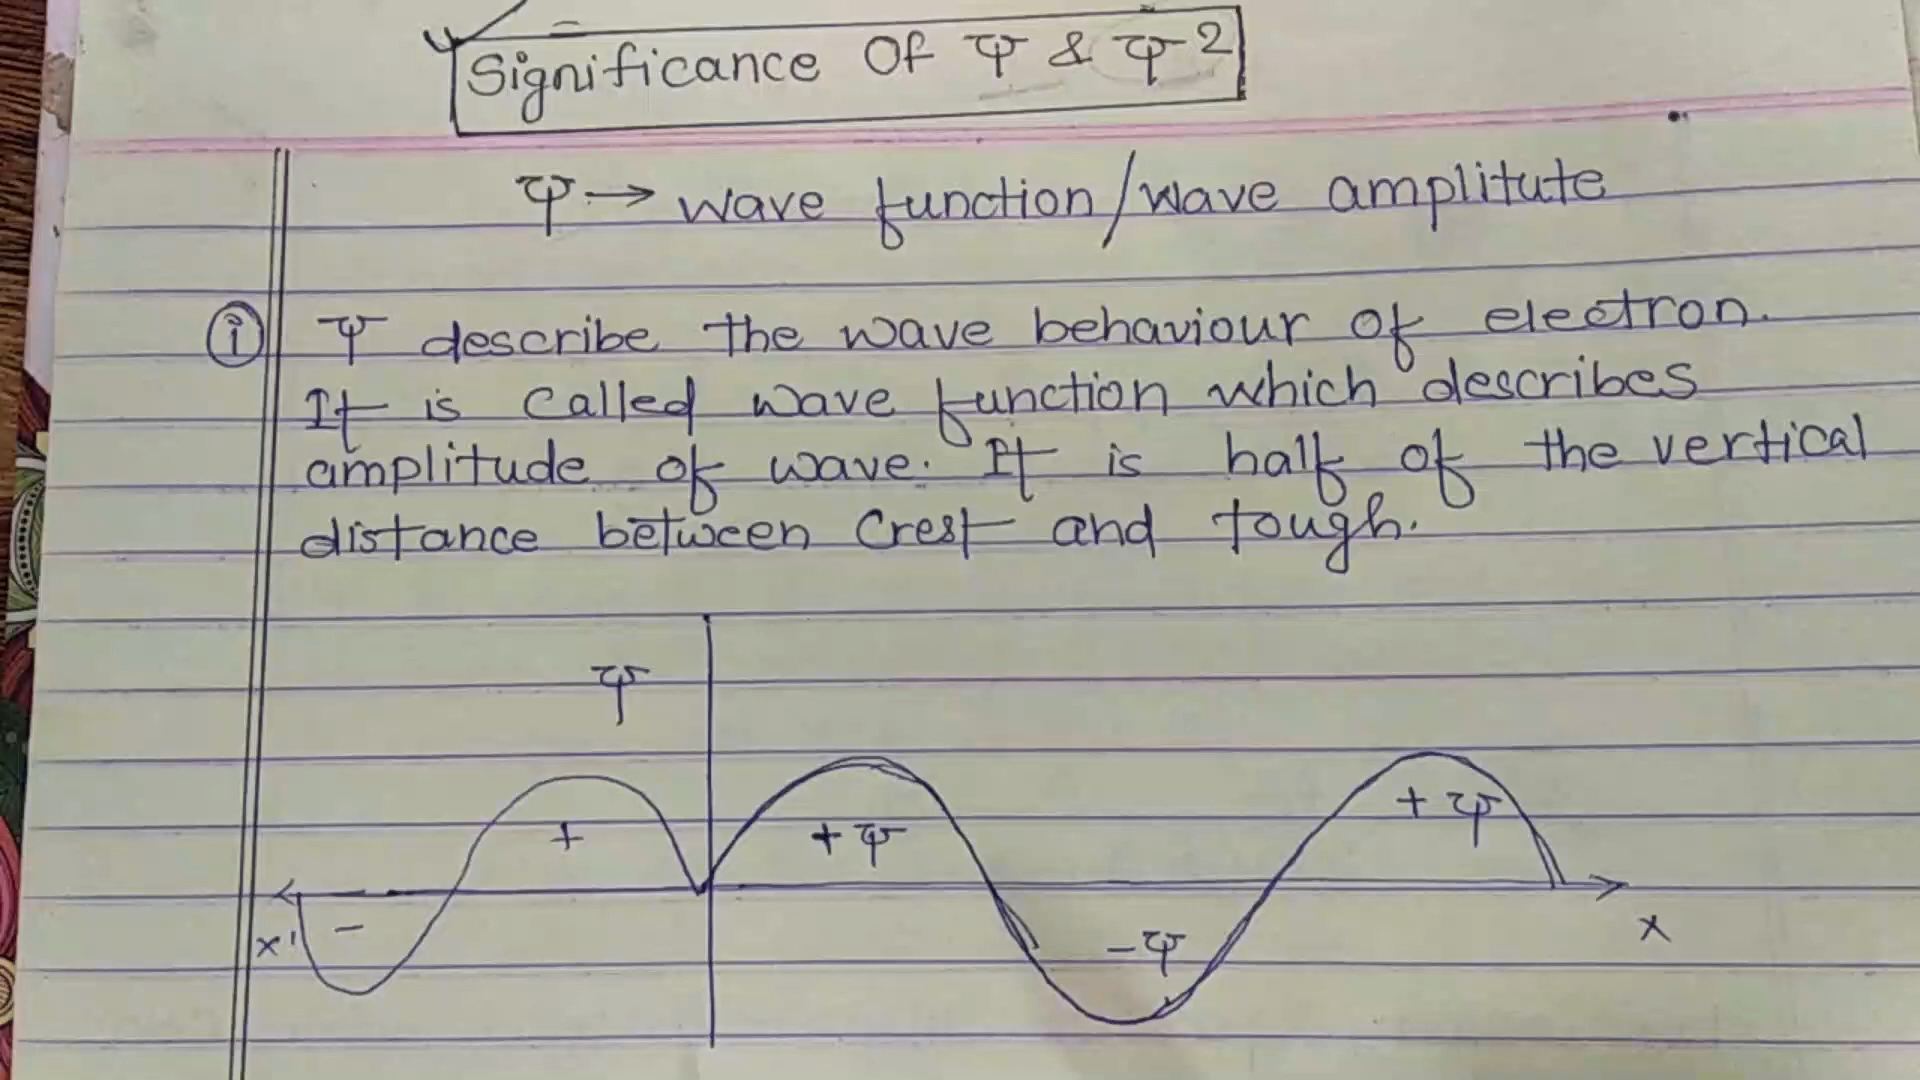 Significance Of Ψ & Ψ²
Ψ → wave function/wave amplitute
(i) Ψ describe the wave behaviour of electron.
It is called wave function which describes
amplitude of wave. It is half of the vertical
distance between Crest and tough.
Ψ
+ +Ψ +Ψ
- -Ψ
x' x